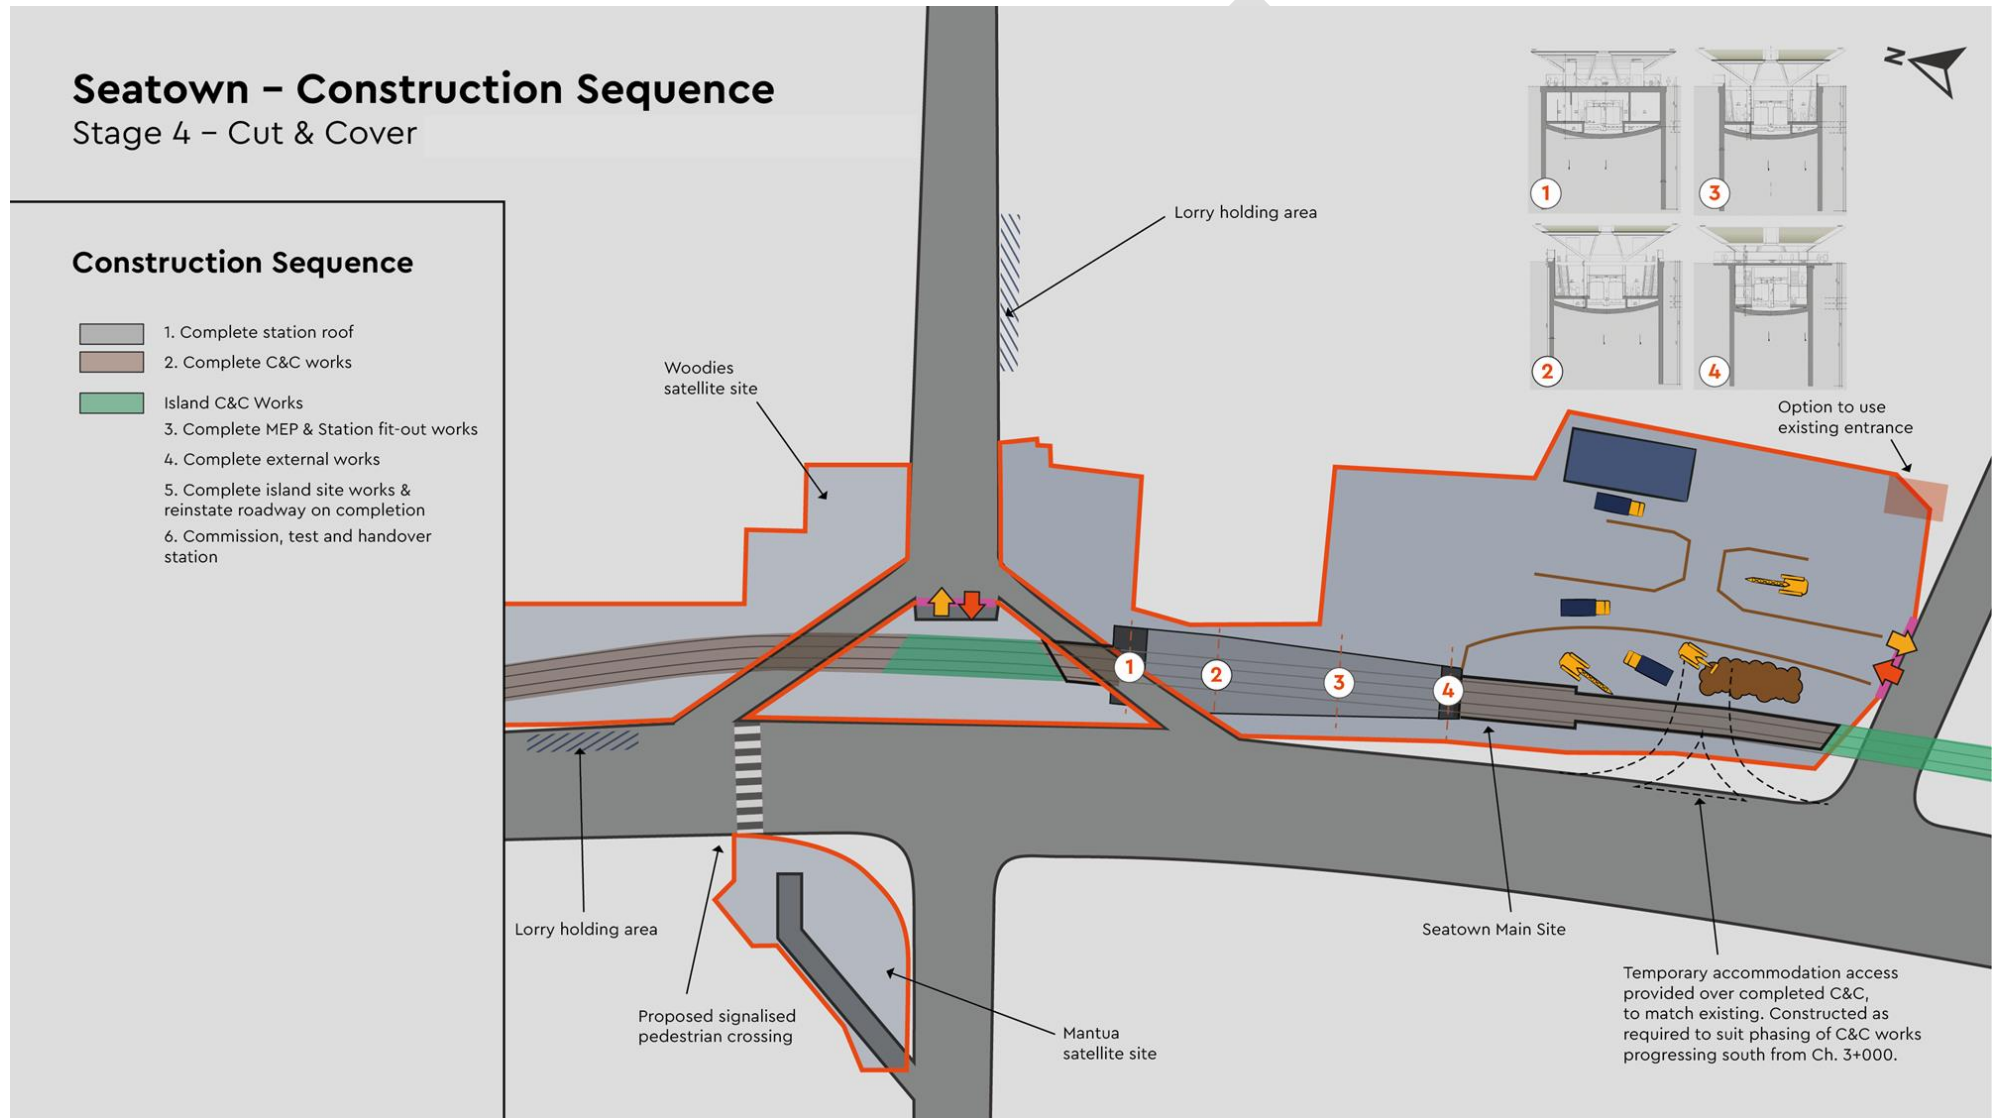 Seatown – Construction Sequence
Stage 4 – Cut & Cover
Construction Sequence
1. Complete station roof
2. Complete C&C works
Island C&C Works
3. Complete MEP & Station fit-out works
4. Complete external works
5. Complete island site works &
reinstate roadway on completion
6. Commission, test and handover
station
N
1
3
2
4
Lorry holding area
Woodies
satellite site
Option to use
existing entrance
1
2
3
4
Lorry holding area
Proposed signalised
pedestrian crossing
Mantua
satellite site
Seatown Main Site
Temporary accommodation access
provided over completed C&C,
to match existing. Constructed as
required to suit phasing of C&C works
progressing south from Ch. 3+000.